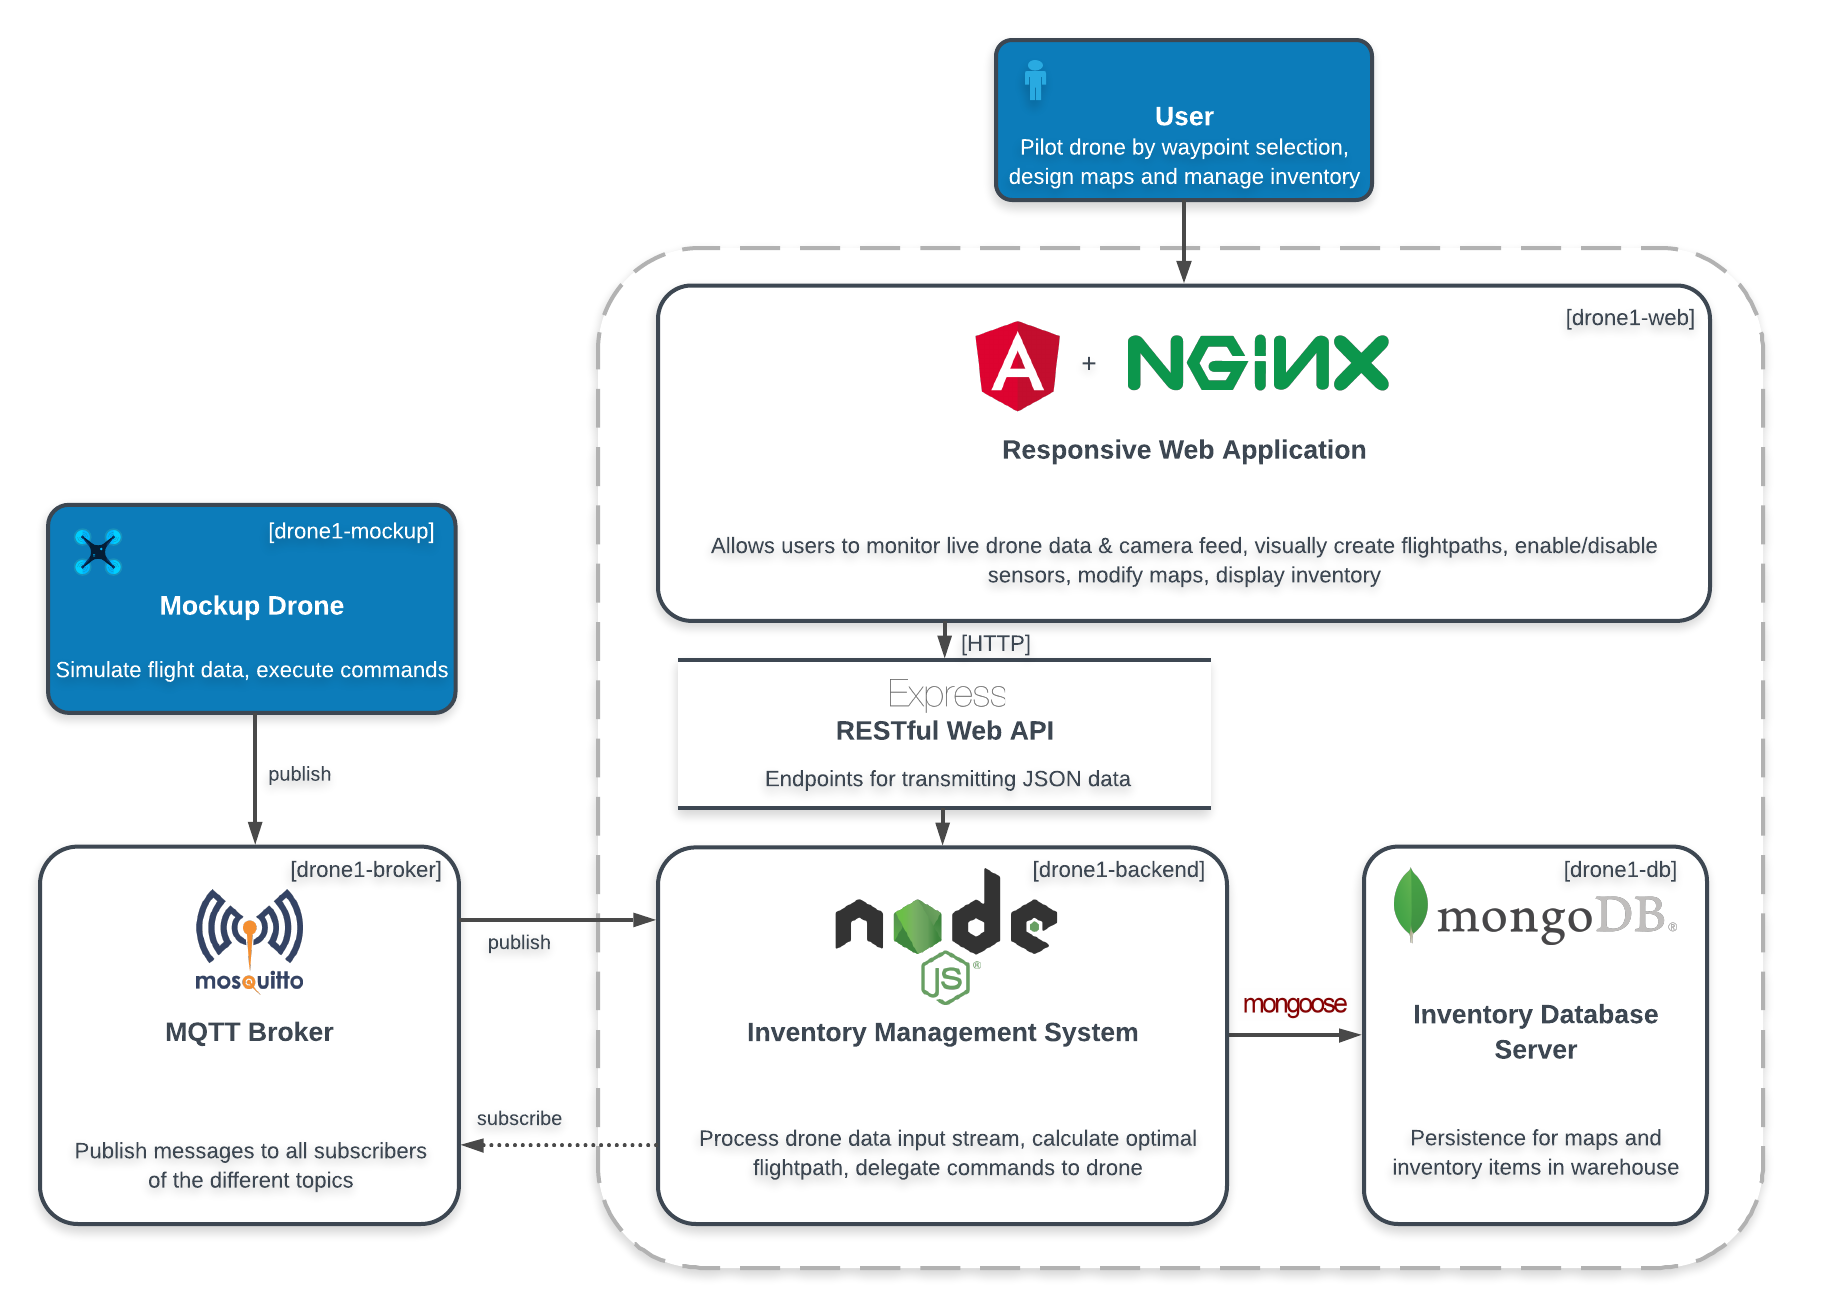 User
Pilot drone by waypoint selection,
design maps and manage inventory
[drone1-web]
A + NGINX
Responsive Web Application
Allows users to monitor live drone data & camera feed, visually create flightpaths, enable/disable
sensors, modify maps, display inventory
[drone1-mockup]
Mockup Drone
Simulate flight data, execute commands
[HTTP]
Express
RESTful Web API
Endpoints for transmitting JSON data
publish
[drone1-broker]
mosquitto
MQTT Broker
Publish messages to all subscribers
of the different topics
publish
subscribe
[drone1-backend]
node
JS®
Inventory Management System
Process drone data input stream, calculate optimal
flightpath, delegate commands to drone
mongoose
[drone1-db]
mongoDB®
Inventory Database
Server
Persistence for maps and
inventory items in warehouse